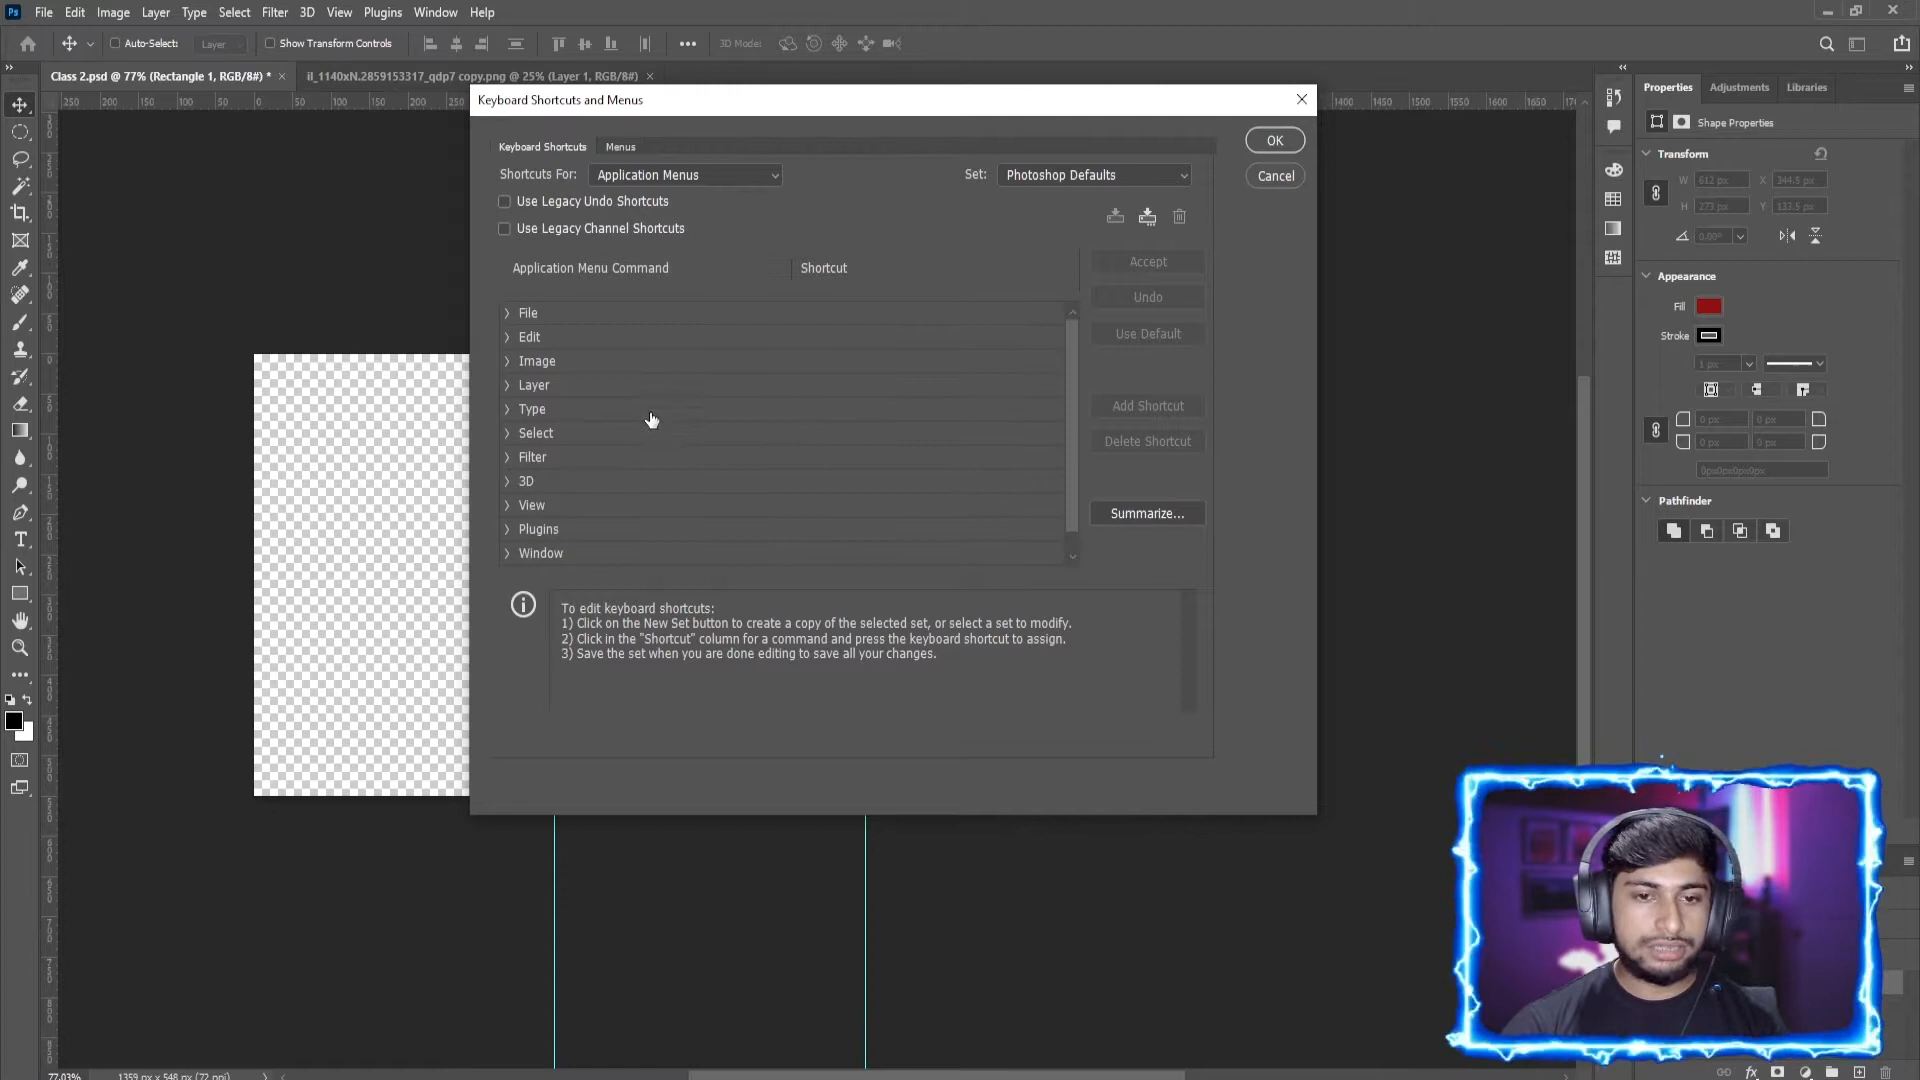 Ps File Edit Image Layer Type Select Filter 3D View Plugins Window Help
Auto-Select: Layer Show Transform Controls 3D Mode:
Class 2.psd @ 77% (Rectangle 1, RGB/8#) * il_1140xN.2859153317_qdp7 copy.png @ 25% (Layer 1, RGB/8#)
250 200 150 100 50 0 50 100 150 200 250 1350 1400 1450 1500 1550 1600 1650
Keyboard Shortcuts and Menus
Keyboard Shortcuts Menus
Shortcuts For: Application Menus Set: Photoshop Defaults
Use Legacy Undo Shortcuts
Use Legacy Channel Shortcuts
Application Menu Command Shortcut
File
Edit
Image
Layer
Type
Select
Filter
3D
View
Plugins
Window
OK
Cancel
Accept
Undo
Use Default
Add Shortcut
Delete Shortcut
Summarize...
To edit keyboard shortcuts:
1) Click on the New Set button to create a copy of the selected set, or select a set to modify.
2) Click in the "Shortcut" column for a command and press the keyboard shortcut to assign.
3) Save the set when you are done editing to save all your changes.
Properties Adjustments Libraries
Shape Properties
Transform
W 612 px X 344.5 px
H 273 px Y 133.5 px
0.00°
Appearance
Fill
Stroke
1 px
0 px 0 px
0 px 0 px
0px0px0px0px
Pathfinder
77.03% 1359 px x 548 px (72 ppi)